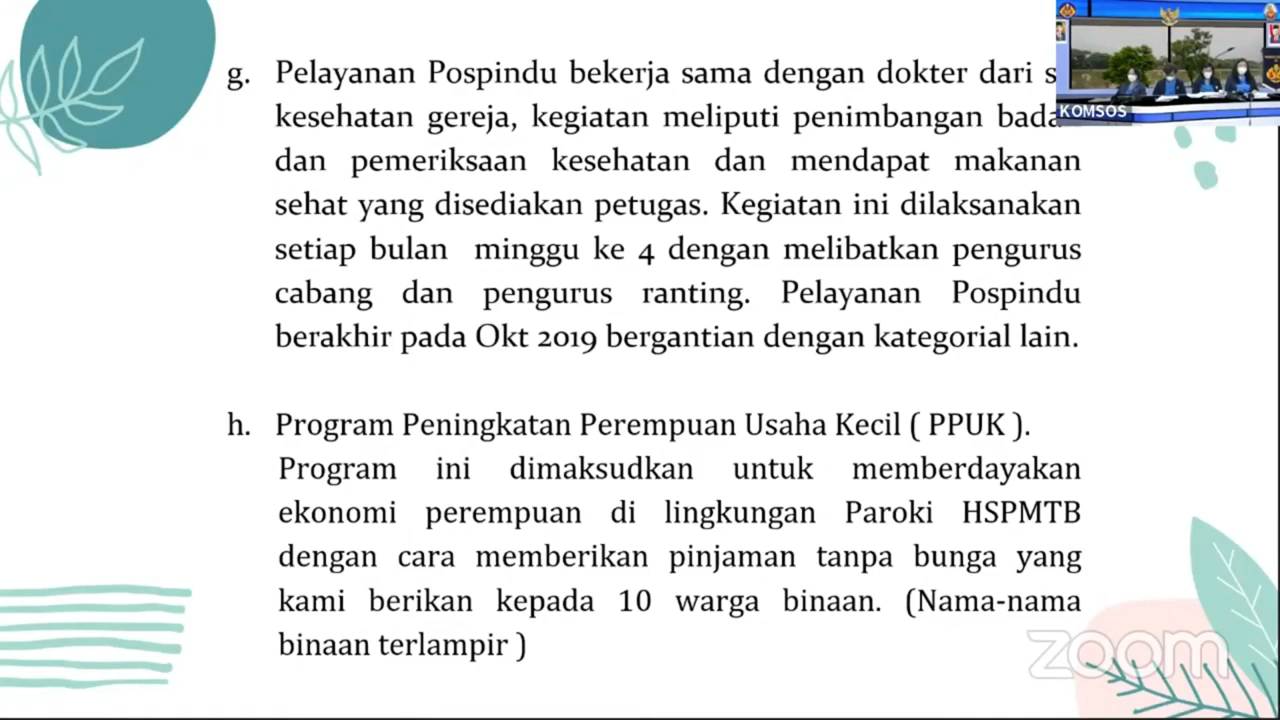 g. Pelayanan Pospindu bekerja sama dengan dokter dari
kesehatan gereja, kegiatan meliputi penimbangan
dan pemeriksaan kesehatan dan mendapat makanan
sehat yang disediakan petugas. Kegiatan ini dilaksanakan
setiap bulan minggu ke 4 dengan melibatkan pengurus
cabang dan pengurus ranting. Pelayanan Pospindu
berakhir pada Okt 2019 bergantian dengan kategorial lain.
KOMSOS
h. Program Peningkatan Perempuan Usaha Kecil ( PPUK ).
Program ini dimaksudkan untuk memberdayakan
ekonomi perempuan di lingkungan Paroki HSPMTB
dengan cara memberikan pinjaman tanpa bunga yang
kami berikan kepada 10 warga binaan. (Nama-nama
binaan terlampir )
zoom